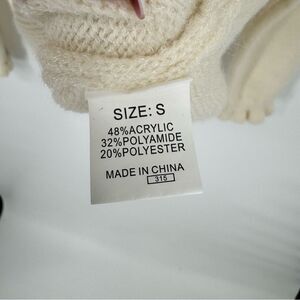 SIZE: S
48%ACRYLIC
32%POLYAMIDE
20%POLYESTER
MADE IN CHINA
315